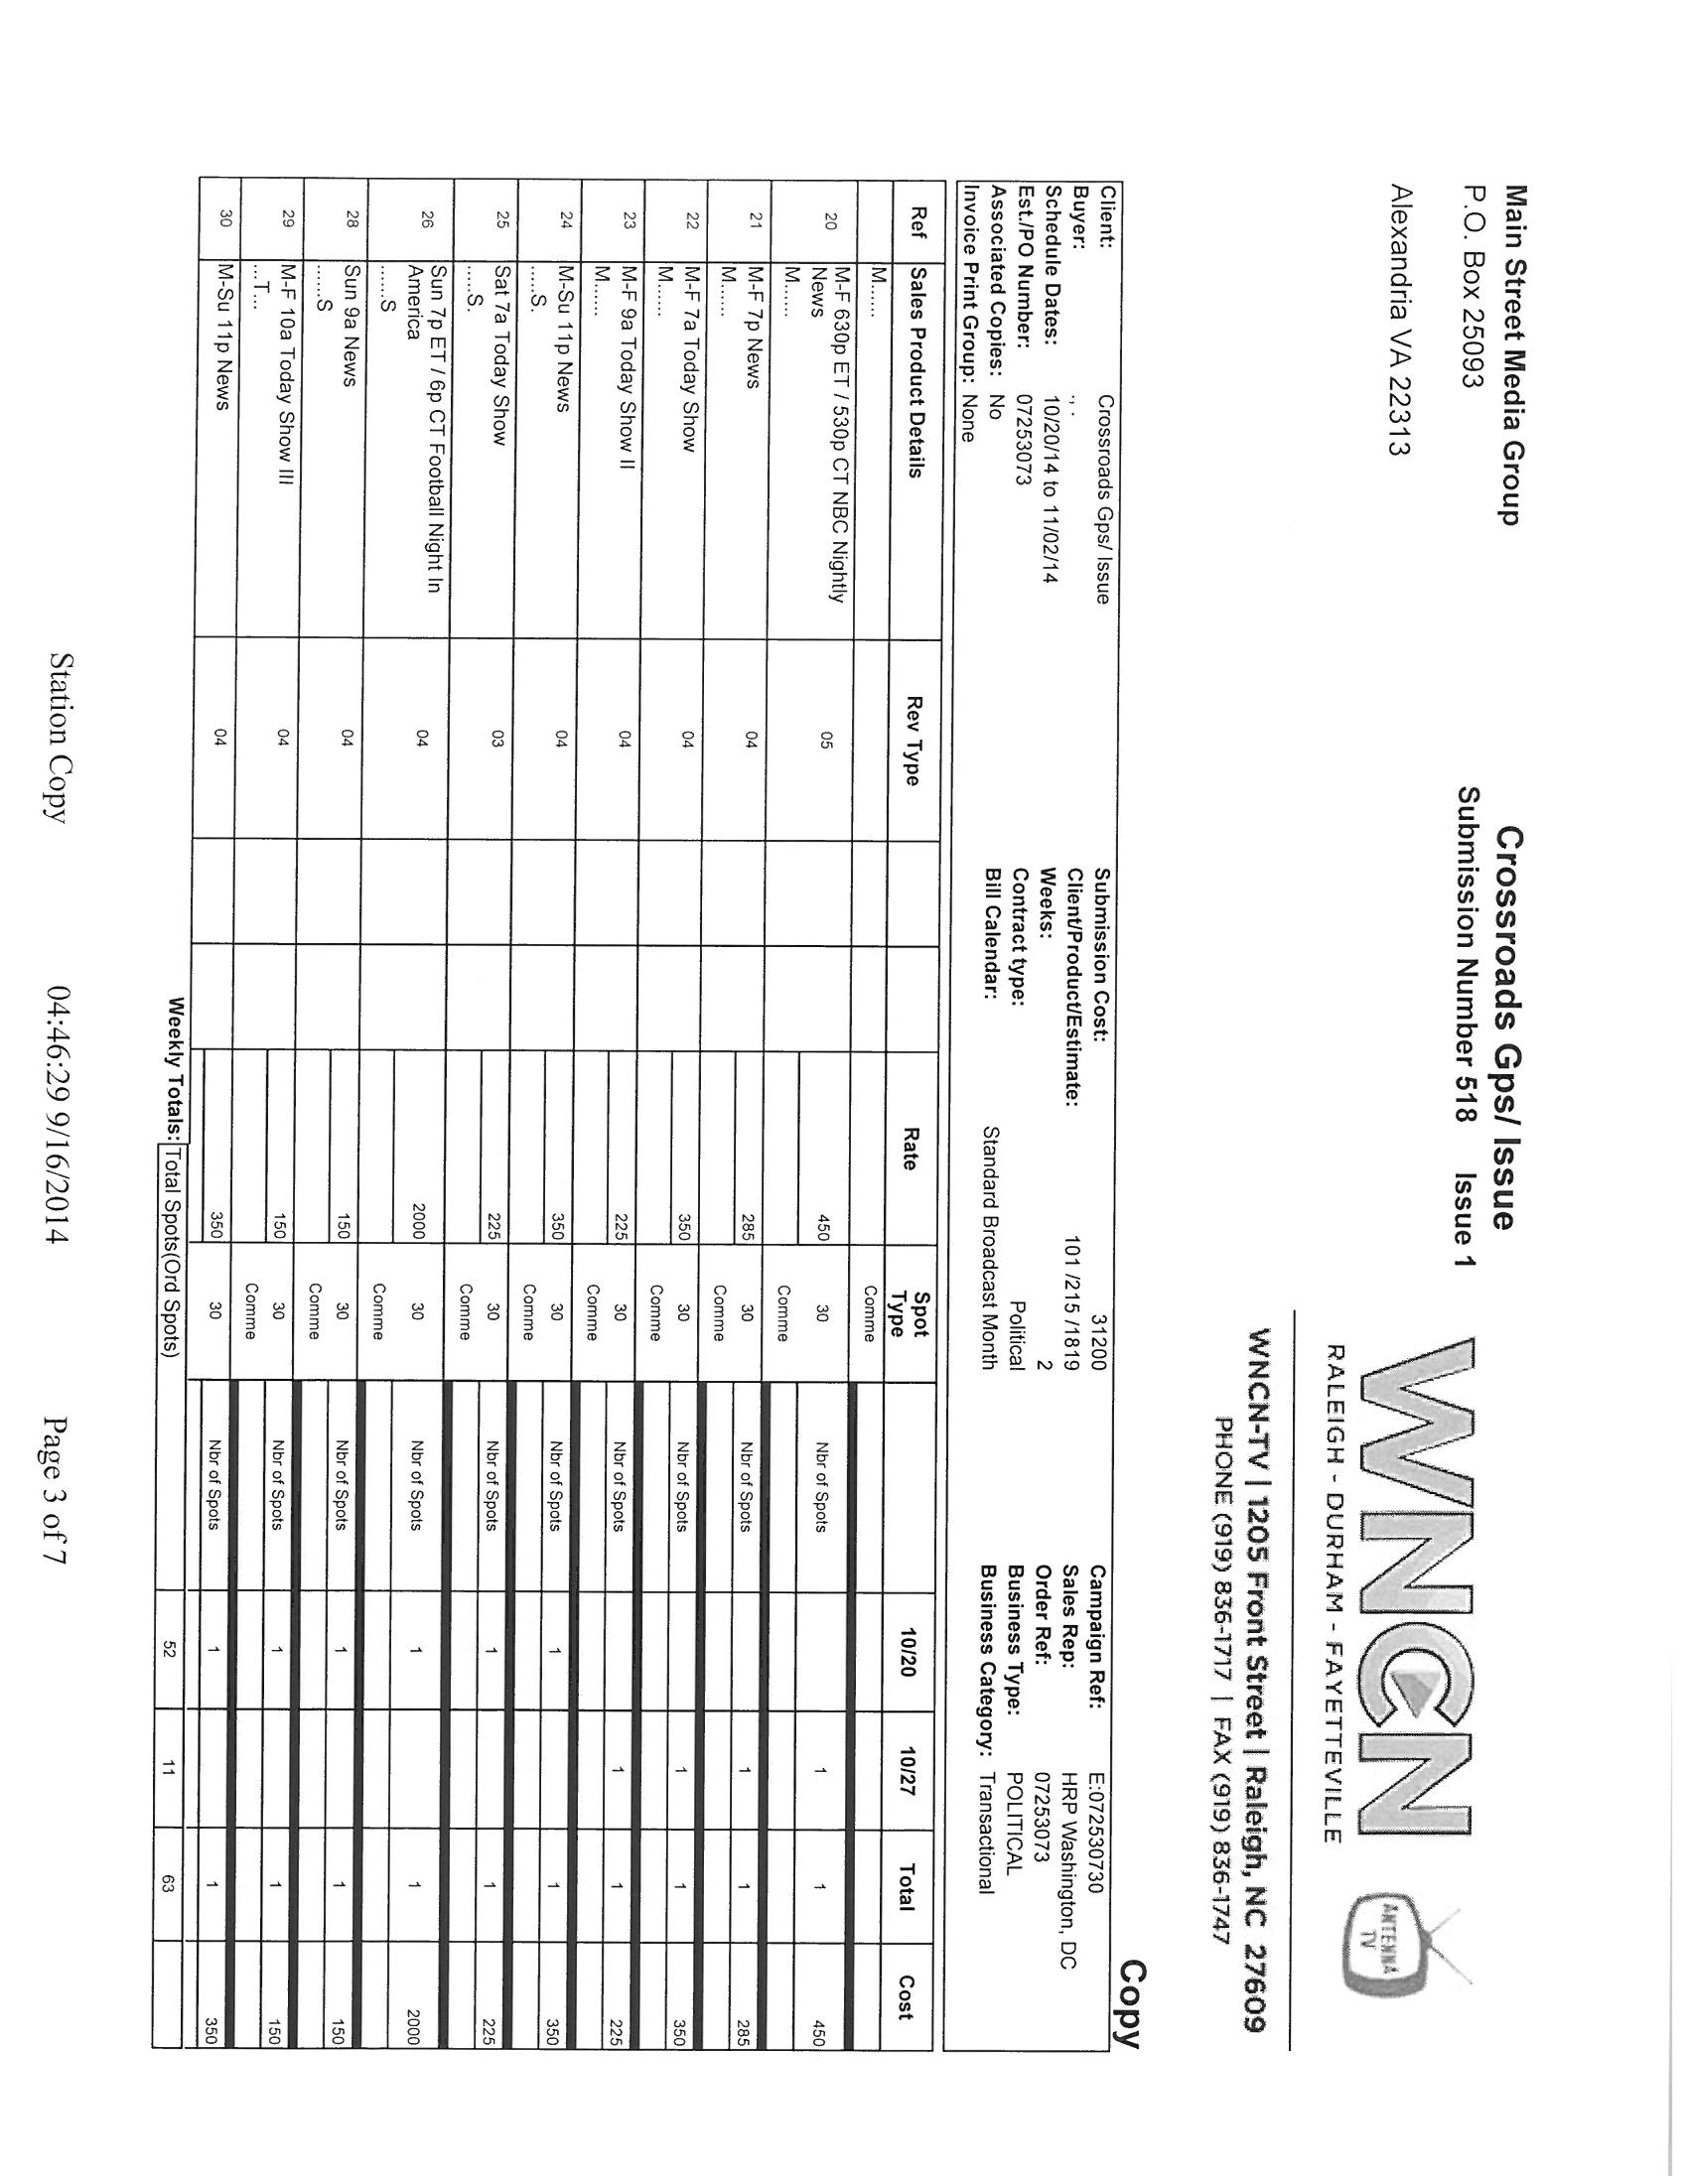 Main Street Media Group
P.O. Box 25093
Alexandria VA 22313
Crossroads Gps/ Issue
Submission Number 518 Issue 1
WNCN
ANTENNA TV
RALEIGH - DURHAM - FAYETTEVILLE
WNCN-TV | 1205 Front Street | Raleigh, NC 27609
PHONE (919) 836-1717 | FAX (919) 836-1747
Copy
Client: Crossroads Gps/ Issue Submission Cost: 31200 Campaign Ref: E:072530730
Buyer: , . Client/Product/Estimate: 101 /215 /1819 Sales Rep: HRP Washington, DC
Schedule Dates: 10/20/14 to 11/02/14 Weeks: 2 Order Ref: 07253073
Est./PO Number: 07253073 Contract type: Political Business Type: POLITICAL
Associated Copies: No Bill Calendar: Standard Broadcast Month Business Category: Transactional
Invoice Print Group: None
Ref Sales Product Details Rev Type Rate Spot Type 10/20 10/27 Total Cost
M...... Comme
20 M-F 630p ET / 530p CT NBC Nightly 05 450 30 Nbr of Spots 1 1 450
News
M...... Comme
21 M-F 7p News 04 285 30 Nbr of Spots 1 1 285
M...... Comme
22 M-F 7a Today Show 04 350 30 Nbr of Spots 1 1 350
M...... Comme
23 M-F 9a Today Show II 04 225 30 Nbr of Spots 1 1 225
M...... Comme
24 M-Su 11p News 04 350 30 Nbr of Spots 1 1 350
.....S. Comme
25 Sat 7a Today Show 03 225 30 Nbr of Spots 1 1 225
.....S. Comme
26 Sun 7p ET / 6p CT Football Night In 04 2000 30 Nbr of Spots 1 1 2000
America
......S Comme
28 Sun 9a News 04 150 30 Nbr of Spots 1 1 150
......S Comme
29 M-F 10a Today Show III 04 150 30 Nbr of Spots 1 1 150
...T... Comme
30 M-Su 11p News 04 350 30 Nbr of Spots 1 1 350
Weekly Totals: Total Spots(Ord Spots) 52 11 63
Station Copy 04:46:29 9/16/2014 Page 3 of 7